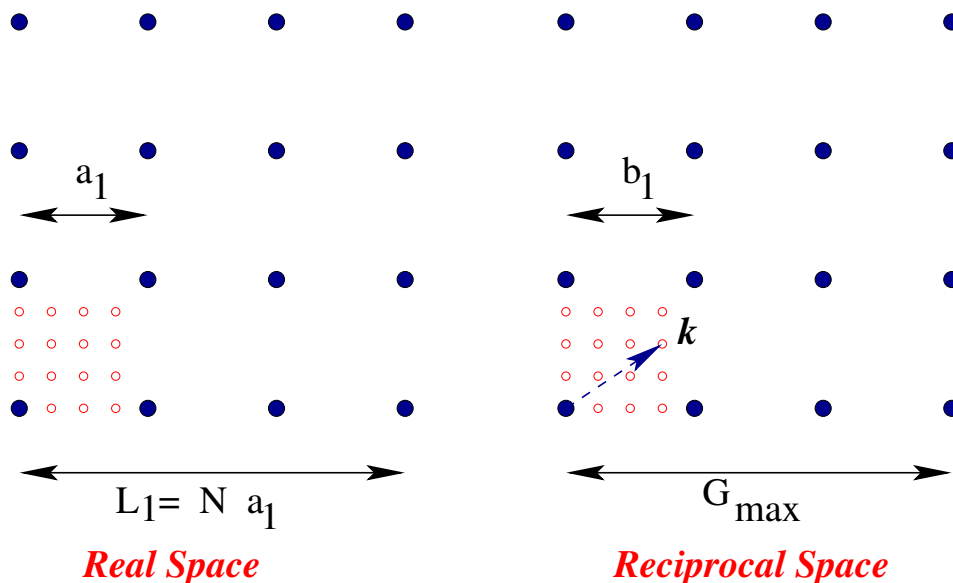 a1
b1
k
L1= N a1
Gmax
Real Space
Reciprocal Space